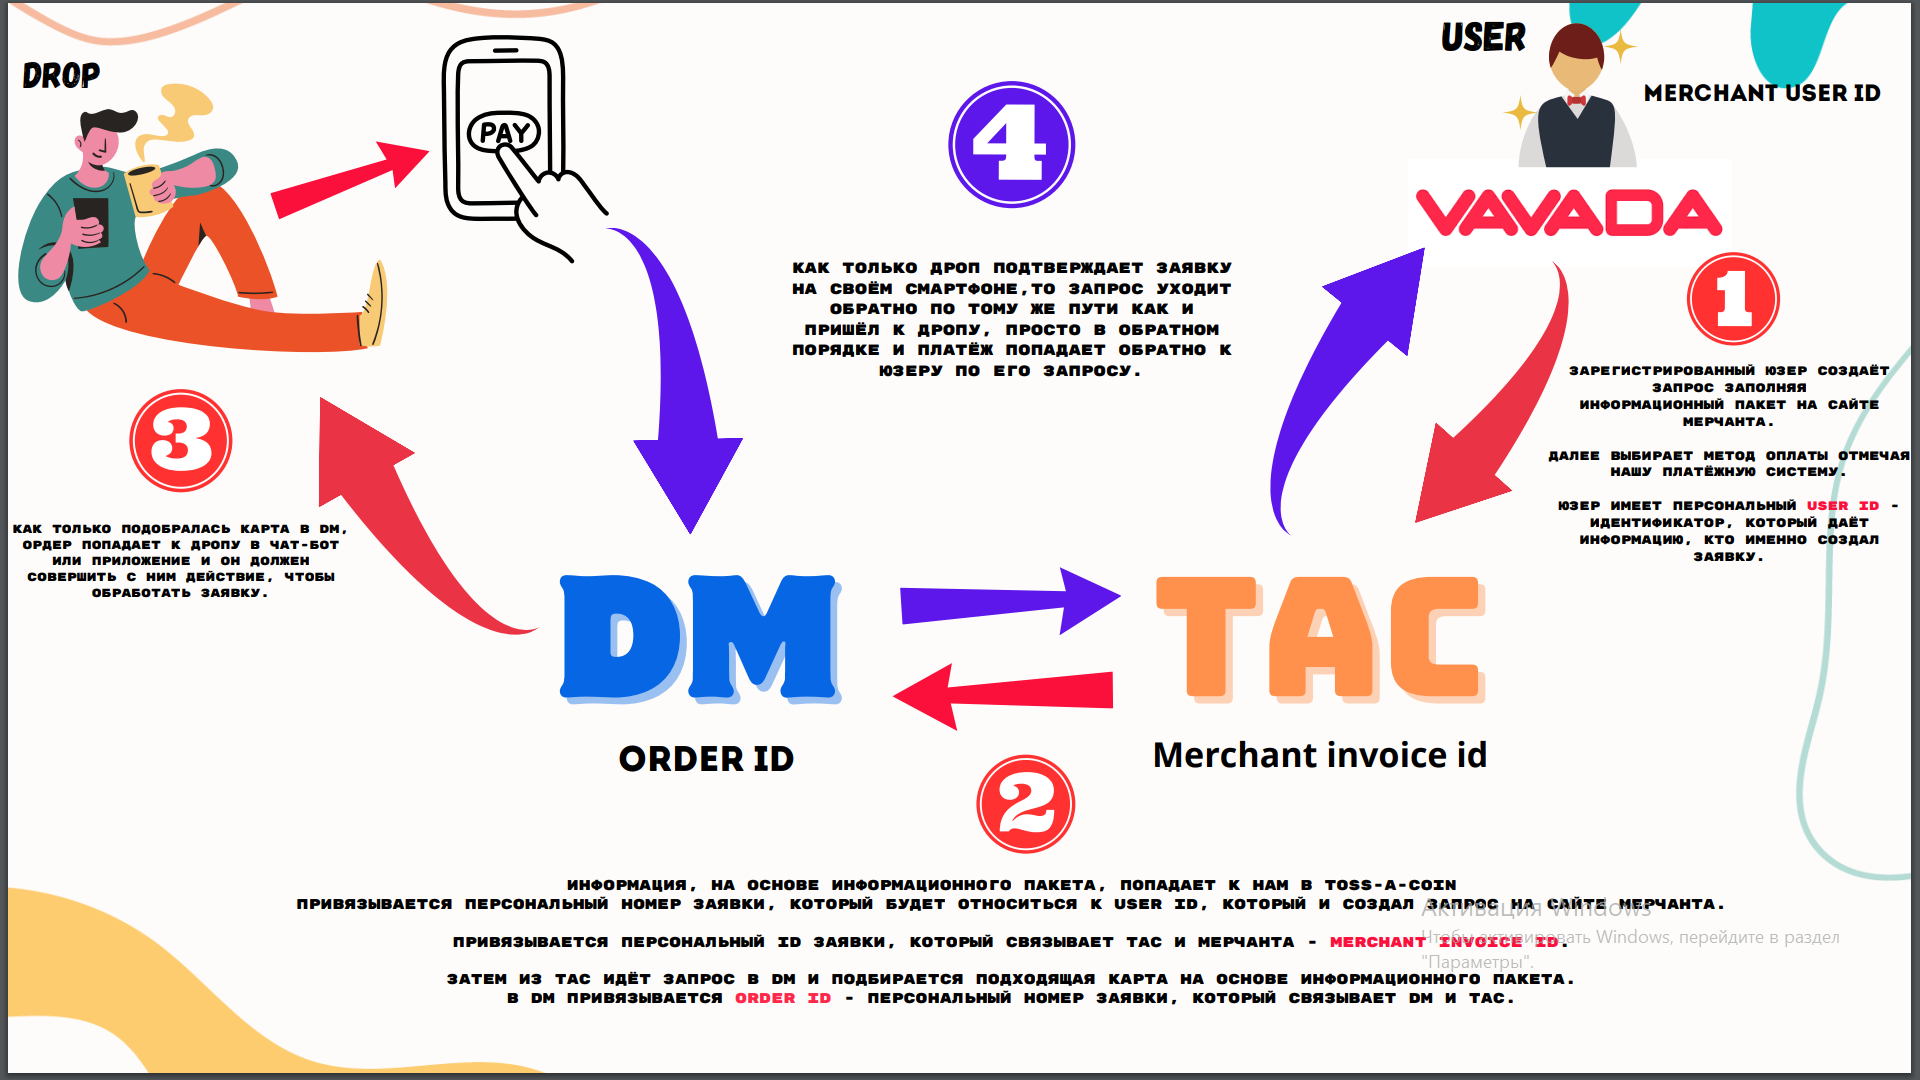 DROP
PAY
4
USER
MERCHANT USER ID
VAVADA
1
КАК ТОЛЬКО ДРОП ПОДТВЕРЖДАЕТ ЗАЯВКУ
НА СВОЁМ СМАРТФОНЕ,ТО ЗАПРОС УХОДИТ
ОБРАТНО ПО ТОМУ ЖЕ ПУТИ КАК И
ПРИШЁЛ К ДРОПУ, ПРОСТО В ОБРАТНОМ
ПОРЯДКЕ И ПЛАТЁЖ ПОПАДАЕТ ОБРАТНО К
ЮЗЕРУ ПО ЕГО ЗАПРОСУ.
ЗАРЕГИСТРИРОВАННЫЙ ЮЗЕР СОЗДАЁТ
ЗАПРОС ЗАПОЛНЯЯ
ИНФОРМАЦИОННЫЙ ПАКЕТ НА САЙТЕ
МЕРЧАНТА.
ДАЛЕЕ ВЫБИРАЕТ МЕТОД ОПЛАТЫ ОТМЕЧАЯ
НАШУ ПЛАТЁЖНУЮ СИСТЕМУ.
ЮЗЕР ИМЕЕТ ПЕРСОНАЛЬНЫЙ USER ID -
ИДЕНТИФИКАТОР, КОТОРЫЙ ДАЁТ
ИНФОРМАЦИЮ, КТО ИМЕННО СОЗДАЛ
ЗАЯВКУ.
3
КАК ТОЛЬКО ПОДОБРАЛАСЬ КАРТА В DM,
ОРДЕР ПОПАДАЕТ К ДРОПУ В ЧАТ-БОТ
ИЛИ ПРИЛОЖЕНИЕ И ОН ДОЛЖЕН
СОВЕРШИТЬ С НИМ ДЕЙСТВИЕ, ЧТОБЫ
ОБРАБОТАТЬ ЗАЯВКУ.
DM
TAC
ORDER ID
Merchant invoice id
2
ИНФОРМАЦИЯ, НА ОСНОВЕ ИНФОРМАЦИОННОГО ПАКЕТА, ПОПАДАЕТ К НАМ В TOSS-A-COIN
ПРИВЯЗЫВАЕТСЯ ПЕРСОНАЛЬНЫЙ НОМЕР ЗАЯВКИ, КОТОРЫЙ БУДЕТ ОТНОСИТЬСЯ К USER ID, КОТОРЫЙ И СОЗДАЛ ЗАПРОС НА САЙТЕ МЕРЧАНТА.
ПРИВЯЗЫВАЕТСЯ ПЕРСОНАЛЬНЫЙ ID ЗАЯВКИ, КОТОРЫЙ СВЯЗЫВАЕТ TAC И МЕРЧАНТА - MERCHANT INVOICE ID.
ЗАТЕМ ИЗ TAC ИДЁТ ЗАПРОС В DM И ПОДБИРАЕТСЯ ПОДХОДЯЩАЯ КАРТА НА ОСНОВЕ ИНФОРМАЦИОННОГО ПАКЕТА.
В DM ПРИВЯЗЫВАЕТСЯ ORDER ID - ПЕРСОНАЛЬНЫЙ НОМЕР ЗАЯВКИ, КОТОРЫЙ СВЯЗЫВАЕТ DM И TAC.
Активация Windows
Чтобы активировать Windows, перейдите в раздел
"Параметры".